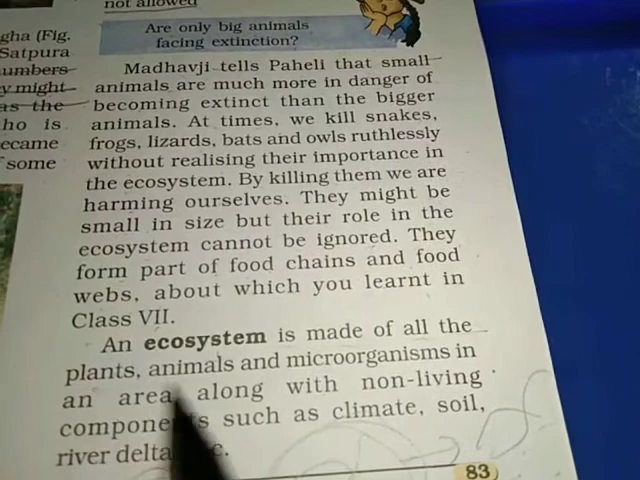 not allowed
gha (Fig.
Satpura
umbers
y might
as the
ho is
ecame
some
Are only big animals
facing extinction?
Madhavji tells Paheli that small
animals are much more in danger of
becoming extinct than the bigger
animals. At times, we kill snakes,
frogs, lizards, bats and owls ruthlessly
without realising their importance in
the ecosystem. By killing them we are
harming ourselves. They might be
small in size but their role in the
ecosystem cannot be ignored. They
form part of food chains and food
webs, about which you learnt in
Class VII.
An ecosystem is made of all the
plants, animals and microorganisms in
an area along with non-living
components such as climate, soil,
river delta
83